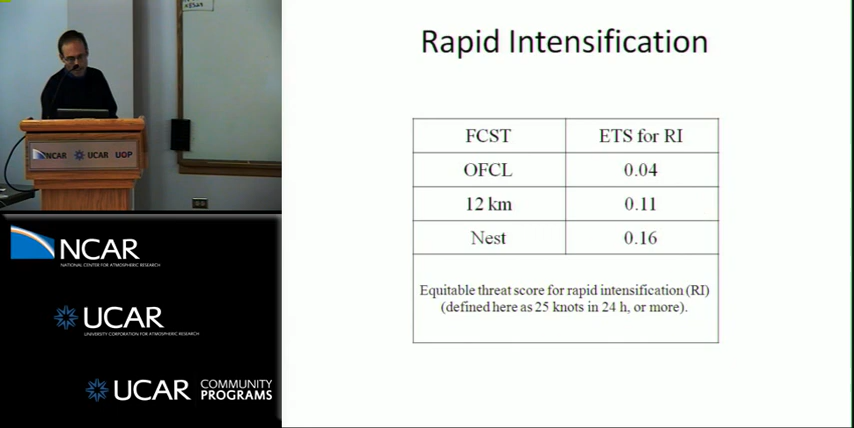 Rapid Intensification
FCST ETS for RI
OFCL 0.04
12 km 0.11
Nest 0.16
Equitable threat score for rapid intensification (RI)
(defined here as 25 knots in 24 h, or more).
NCAR UCAR UOP
NCAR
NATIONAL CENTER FOR ATMOSPHERIC RESEARCH
UCAR
UNIVERSITY CORPORATION FOR ATMOSPHERIC RESEARCH
UCAR COMMUNITY
PROGRAMS